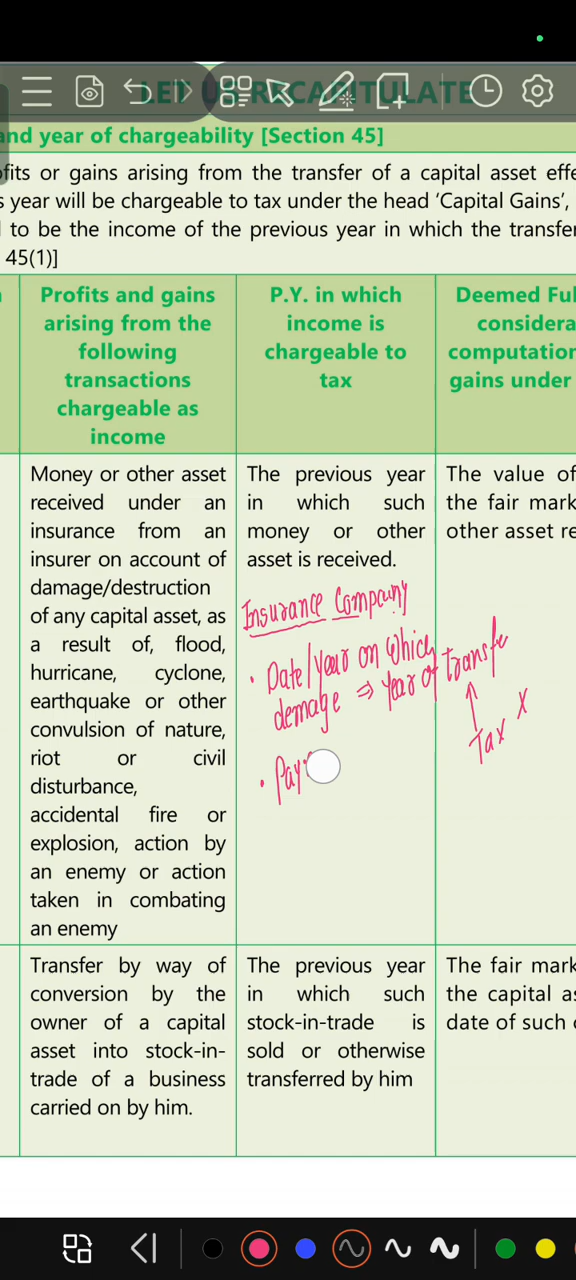 LET US RECAPITULATE
and year of chargeability [Section 45]
fits or gains arising from the transfer of a capital asset effe
s year will be chargeable to tax under the head ‘Capital Gains’,
to be the income of the previous year in which the transfer
45(1)]
Profits and gains
arising from the
following
transactions
chargeable as
income
P.Y. in which
income is
chargeable to
tax
Deemed Ful
considera
computation
gains under
Money or other asset
received under an
insurance from an
insurer on account of
damage/destruction
of any capital asset, as
a result of, flood,
hurricane, cyclone,
earthquake or other
convulsion of nature,
riot or civil
disturbance,
accidental fire or
explosion, action by
an enemy or action
taken in combating
an enemy
The previous year
in which such
money or other
asset is received.
Insurance Company
• Date/year on which
demage ⇒ year of transfe
↑
Tax X
• Pay
The value of
the fair mark
other asset re
Transfer by way of
conversion by the
owner of a capital
asset into stock-in-
trade of a business
carried on by him.
The previous year
in which such
stock-in-trade is
sold or otherwise
transferred by him
The fair mark
the capital as
date of such c